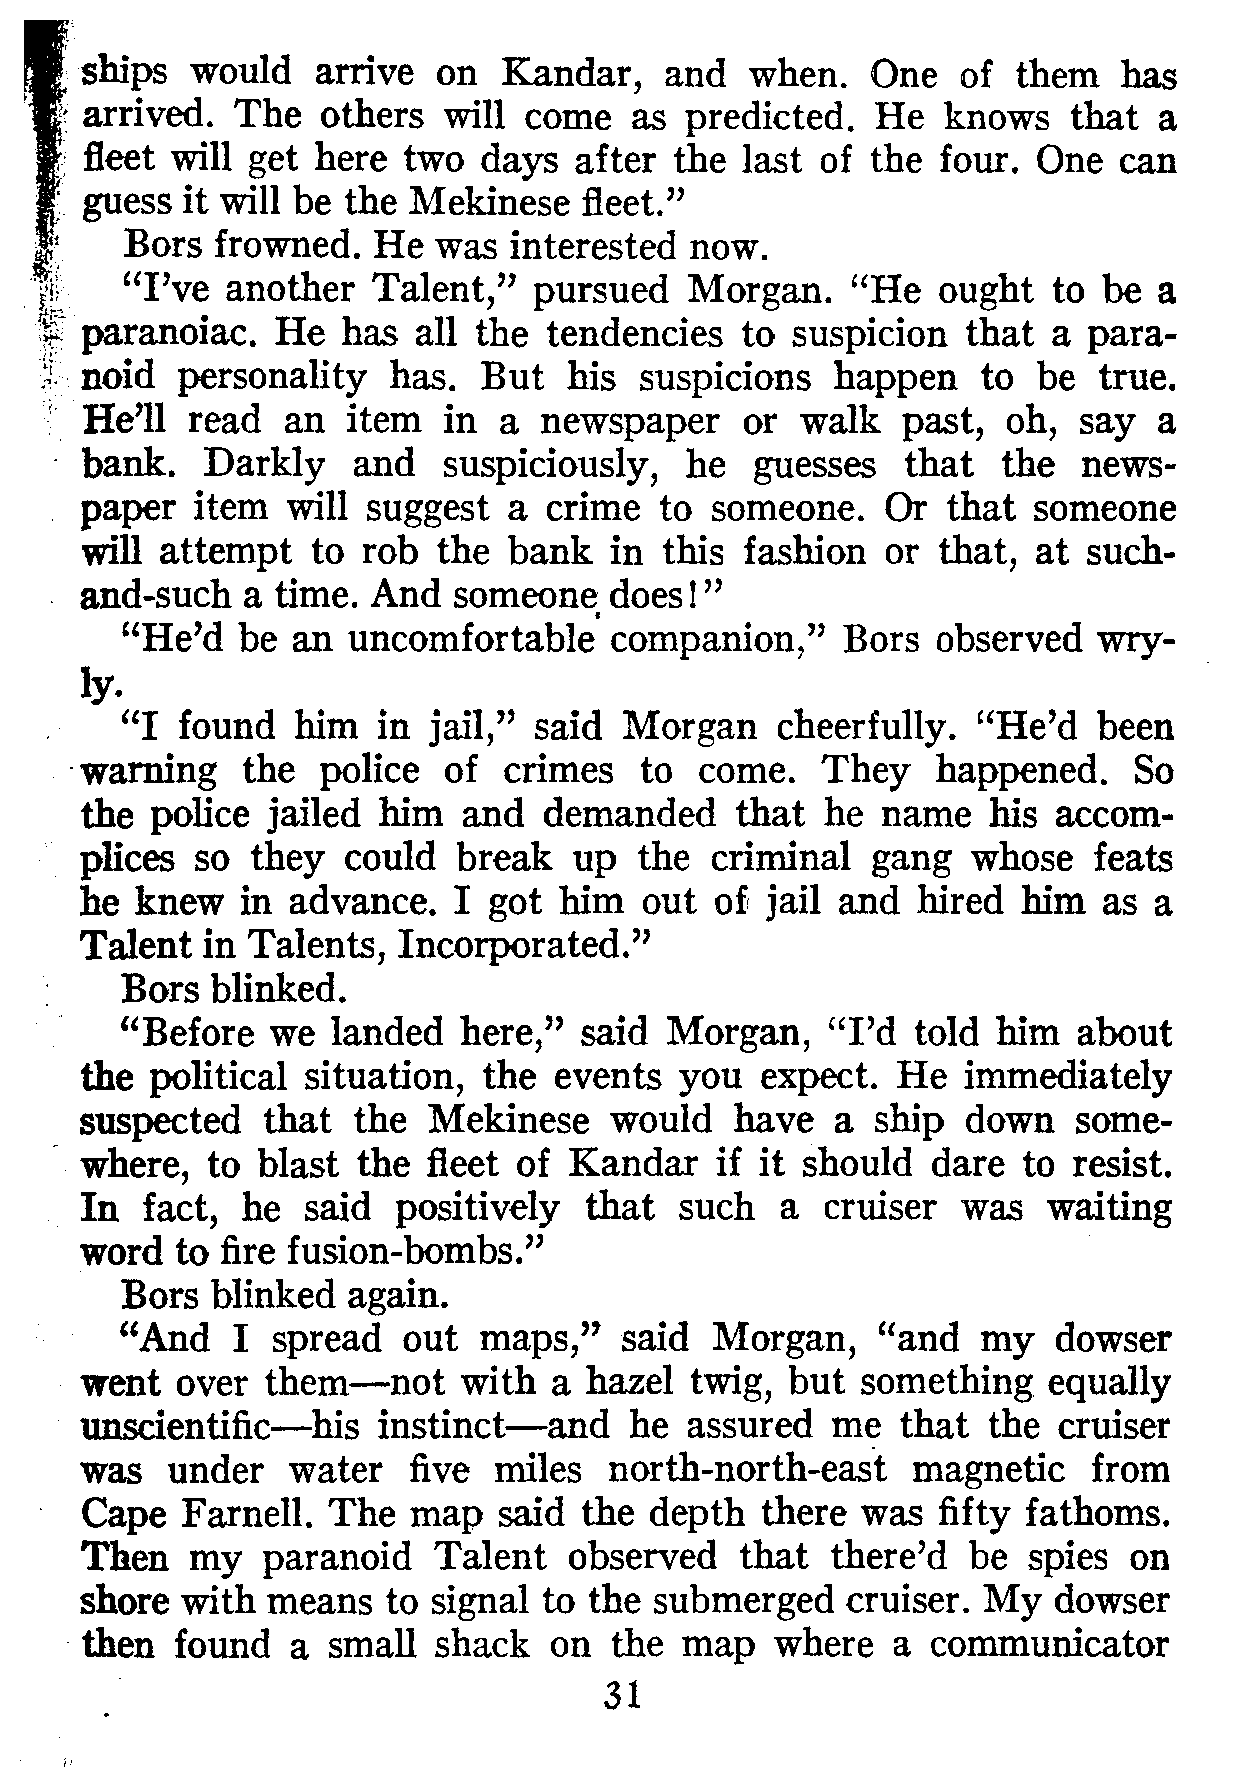 ships would arrive on Kandar, and when. One of them has
arrived. The others will come as predicted. He knows that a
fleet will get here two days after the last of the four. One can
guess it will be the Mekinese fleet.”
Bors frowned. He was interested now.
“I’ve another Talent,” pursued Morgan. “He ought to be a
paranoiac. He has all the tendencies to suspicion that a para-
noid personality has. But his suspicions happen to be true.
He’ll read an item in a newspaper or walk past, oh, say a
bank. Darkly and suspiciously, he guesses that the news-
paper item will suggest a crime to someone. Or that someone
will attempt to rob the bank in this fashion or that, at such-
and-such a time. And someone does!”
“He’d be an uncomfortable companion,” Bors observed wry-
ly.
“I found him in jail,” said Morgan cheerfully. “He’d been
warning the police of crimes to come. They happened. So
the police jailed him and demanded that he name his accom-
plices so they could break up the criminal gang whose feats
he knew in advance. I got him out of jail and hired him as a
Talent in Talents, Incorporated.”
Bors blinked.
“Before we landed here,” said Morgan, “I’d told him about
the political situation, the events you expect. He immediately
suspected that the Mekinese would have a ship down some-
where, to blast the fleet of Kandar if it should dare to resist.
In fact, he said positively that such a cruiser was waiting
word to fire fusion-bombs.”
Bors blinked again.
“And I spread out maps,” said Morgan, “and my dowser
went over them—not with a hazel twig, but something equally
unscientific—his instinct—and he assured me that the cruiser
was under water five miles north-north-east magnetic from
Cape Farnell. The map said the depth there was fifty fathoms.
Then my paranoid Talent observed that there’d be spies on
shore with means to signal to the submerged cruiser. My dowser
then found a small shack on the map where a communicator
31